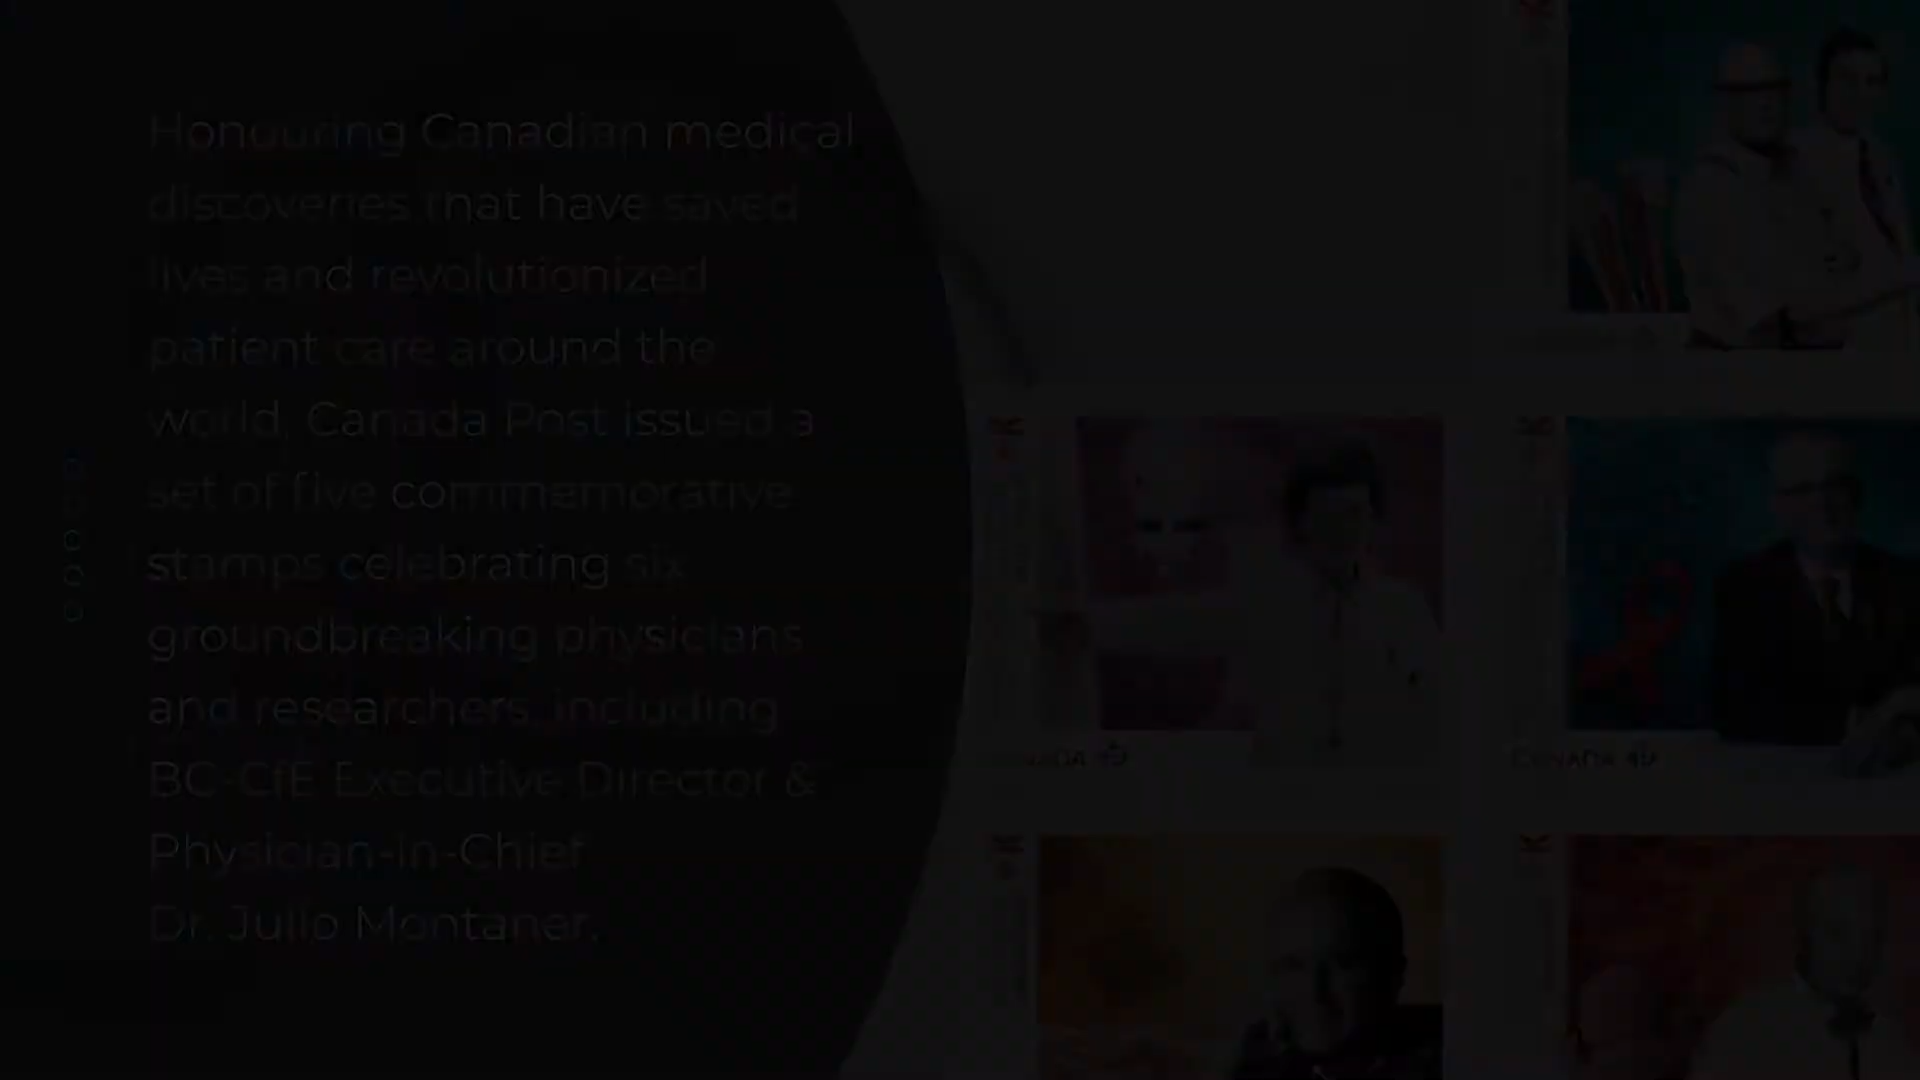 Honouring Canadian medical
discoveries that have saved
lives and revolutionized
patient care around the
world, Canada Post issued a
set of five commemorative
stamps celebrating six
groundbreaking physicians
and researchers, including
BC-CfE Executive Director &
Physician-in-Chief
Dr. Julio Montaner.
CANADA